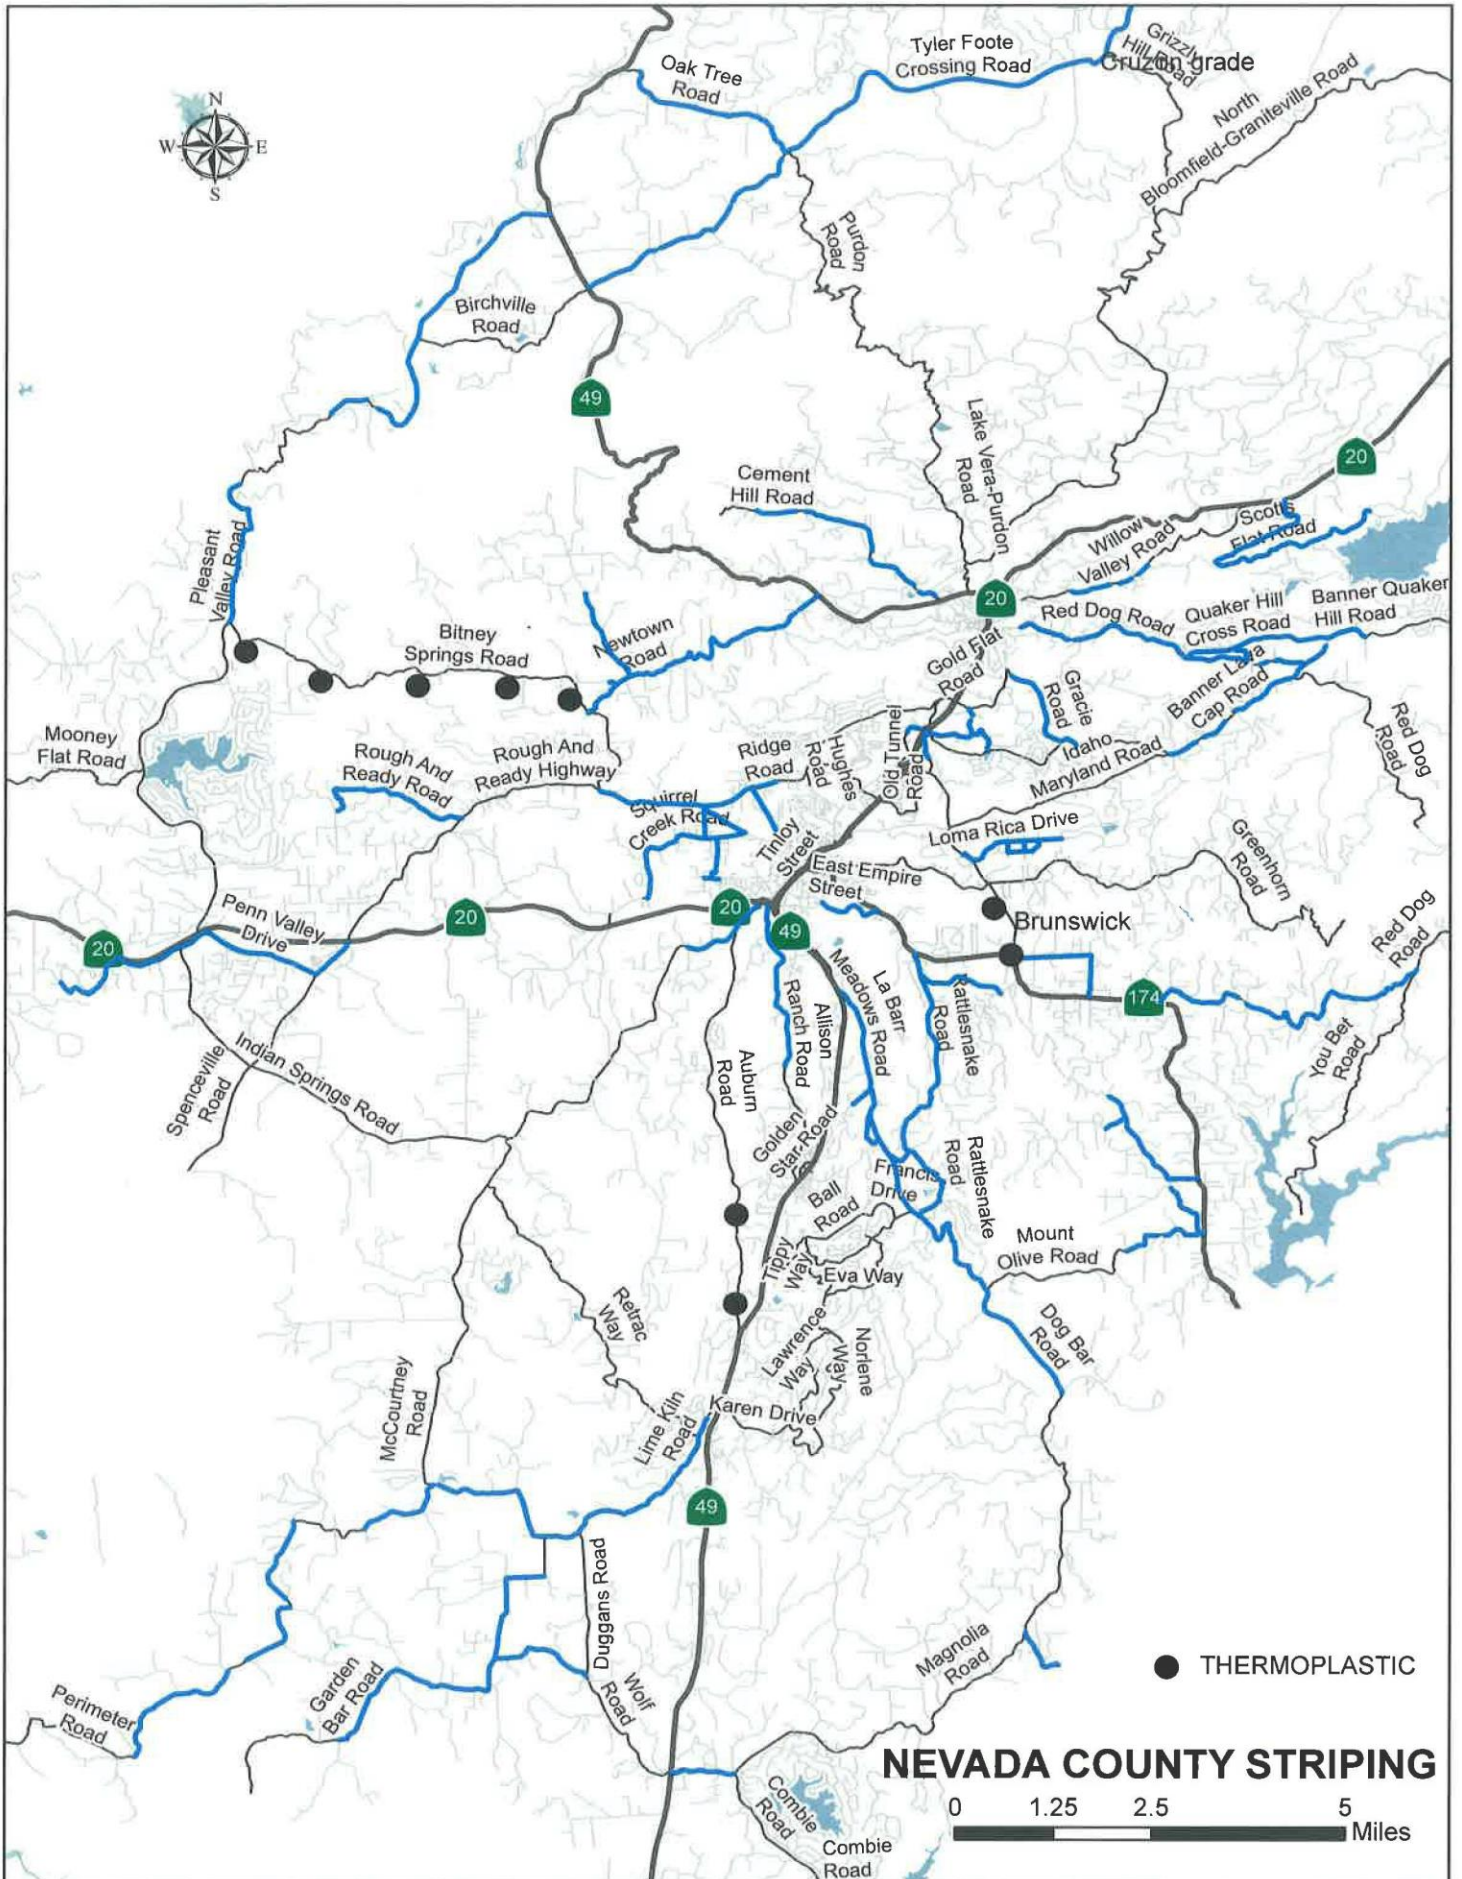 Tyler Foote
Crossing Road
Grizzly
Hill Road
Cruzon grade
Oak Tree
Road
North
Bloomfield-Graniteville Road
N
W
E
S
Purdon
Road
Birchville
Road
49
Lake Vera-Purdon
Road
20
Cement
Hill Road
Willow
Valley Road
Scotts
Flat Road
Pleasant
Valley Road
20
Red Dog Road
Quaker Hill
Cross Road
Banner Quaker
Hill Road
Bitney
Springs Road
Newtown
Road
Gold Flat
Road
Gracie
Road
Banner Lava
Cap Road
Red Dog
Road
Mooney
Flat Road
Rough And
Ready Road
Rough And
Ready Highway
Ridge
Road
Hughes
Road
Old Tunnel
Road
Idaho
Maryland Road
Squirrel
Creek Road
Tinloy
Street
Loma Rica Drive
East Empire
Street
Greenhorn
Road
Penn Valley
Drive
20
20
20
49
Brunswick
Red Dog
Road
174
Meadows Road
La Barr
Rattlesnake
Road
Ranch Road
Allison
You Bet
Road
Spenceville
Road
Indian Springs Road
Auburn
Road
Golden
Star Road
Francis
Drive
Rattlesnake
Road
Ball
Road
Mount
Olive Road
Tippy
Way
Eva Way
Retrac
Way
Lawrence
Way
Norlene
Way
Dog Bar
Road
McCourtney
Road
Lime Kiln
Road
Karen Drive
49
Duggans Road
Wolf
Road
Magnolia
Road
THERMOPLASTIC
Perimeter
Road
Garden
Bar Road
NEVADA COUNTY STRIPING
0 1.25 2.5 5
Miles
Combie
Road
Combie
Road